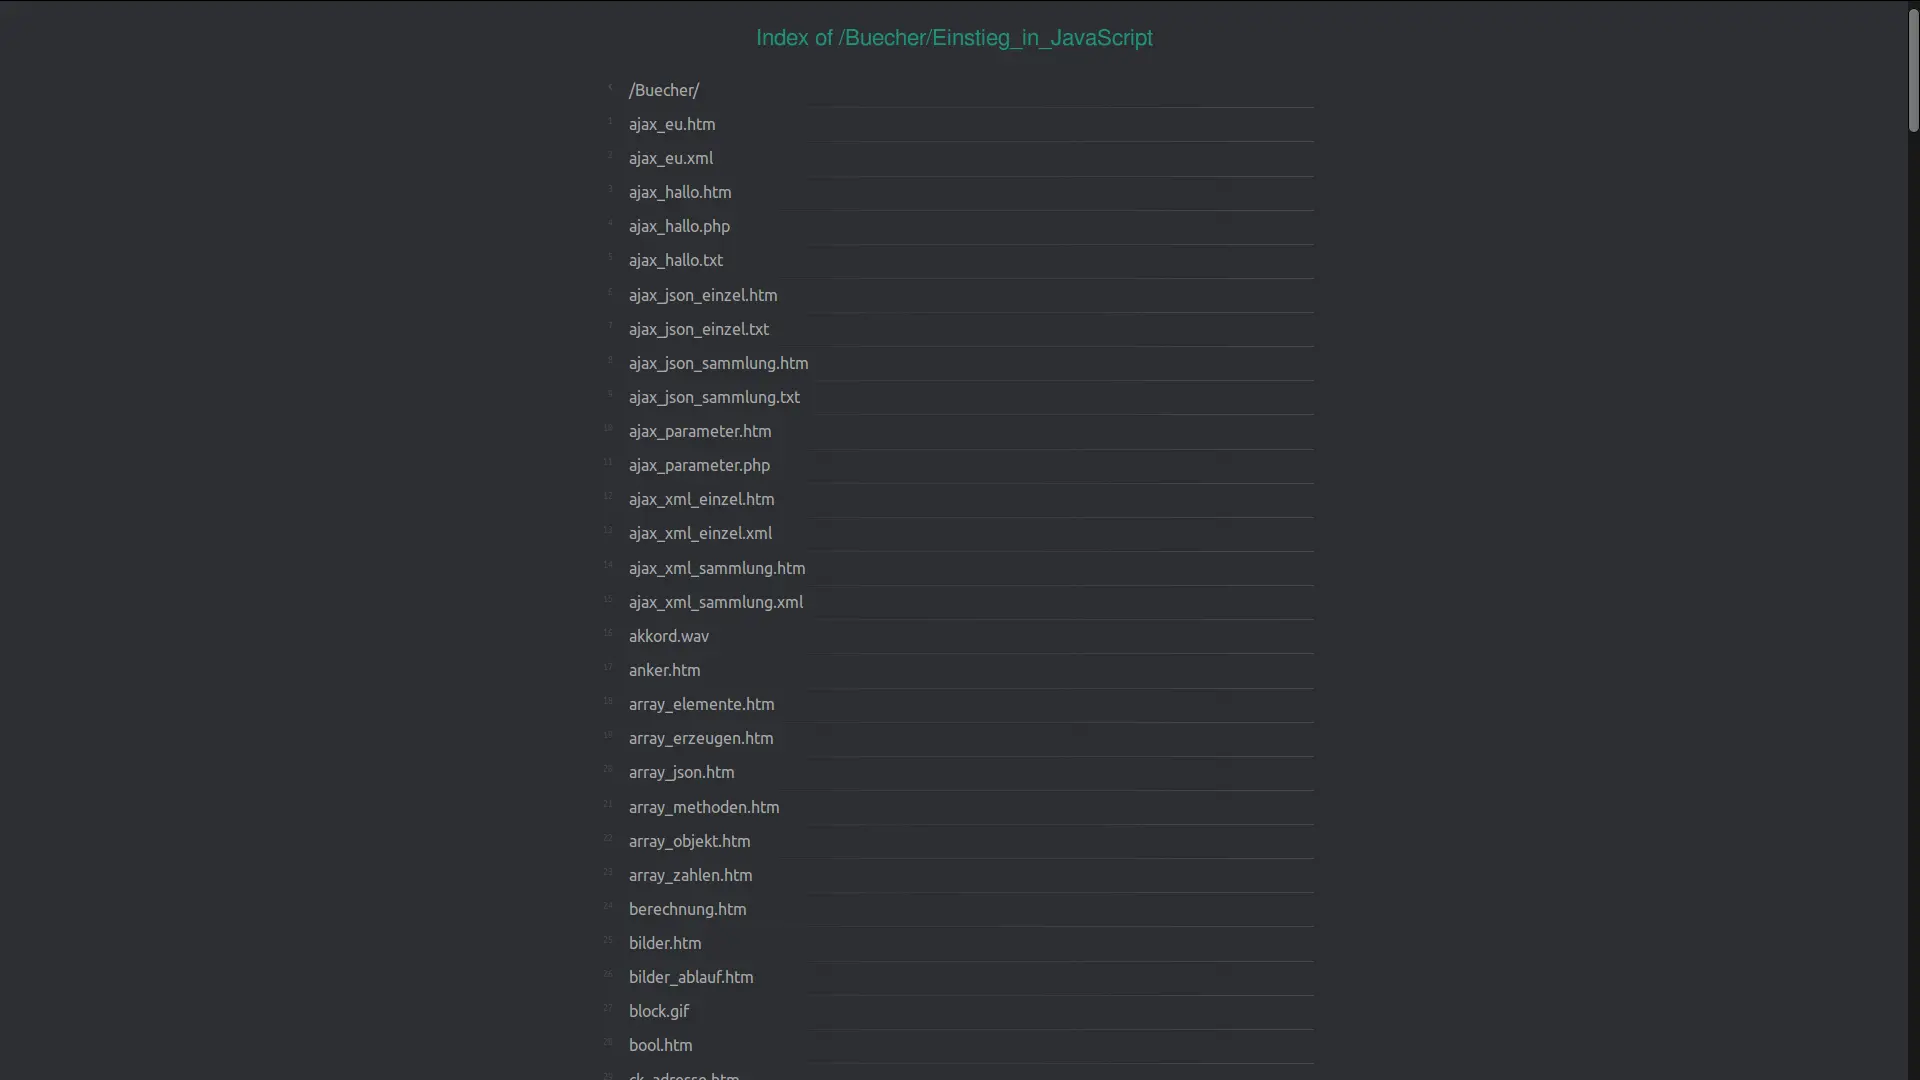 Index of /Buecher/Einstieg_in_JavaScript
/Buecher/
1 ajax_eu.htm
2 ajax_eu.xml
3 ajax_hallo.htm
4 ajax_hallo.php
5 ajax_hallo.txt
6 ajax_json_einzel.htm
7 ajax_json_einzel.txt
8 ajax_json_sammlung.htm
9 ajax_json_sammlung.txt
10 ajax_parameter.htm
11 ajax_parameter.php
12 ajax_xml_einzel.htm
13 ajax_xml_einzel.xml
14 ajax_xml_sammlung.htm
15 ajax_xml_sammlung.xml
16 akkord.wav
17 anker.htm
18 array_elemente.htm
19 array_erzeugen.htm
20 array_json.htm
21 array_methoden.htm
22 array_objekt.htm
23 array_zahlen.htm
24 berechnung.htm
25 bilder.htm
26 bilder_ablauf.htm
27 block.gif
28 bool.htm
29 ck_adresse.htm